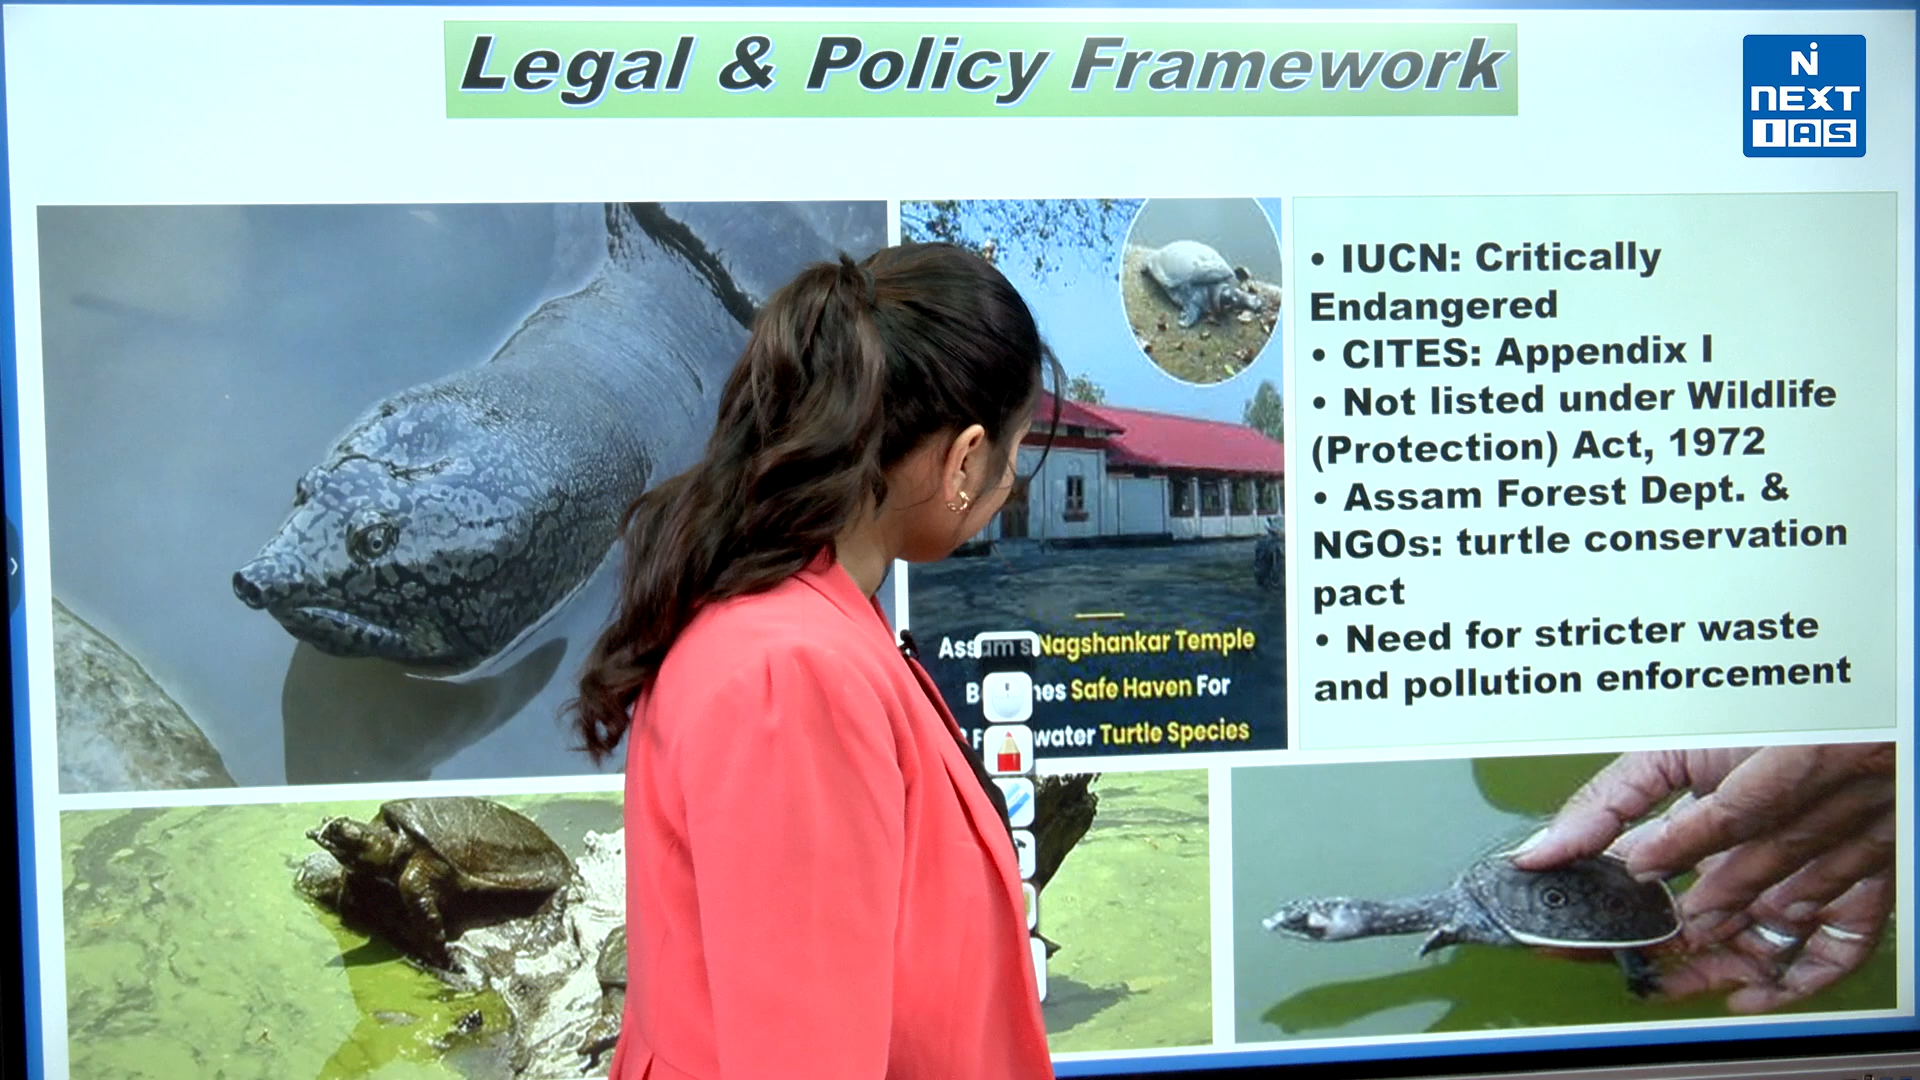 Legal & Policy Framework
NEXT
IAS
• IUCN: Critically
Endangered
• CITES: Appendix I
• Not listed under Wildlife
(Protection) Act, 1972
• Assam Forest Dept. &
NGOs: turtle conservation
pact
• Need for stricter waste
and pollution enforcement
Nagshankar Temple
Safe Haven For
Turtle Species